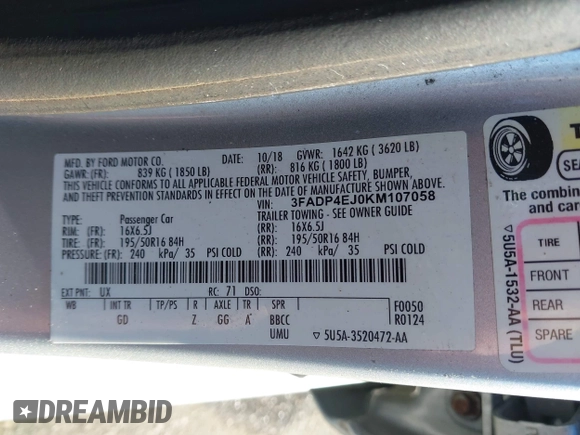 MFD. BY FORD MOTOR CO. DATE: 10/18 GVWR: 1642 KG ( 3620 LB)
GAWR: (FR) 839 KG ( 1850 LB) (RR) 816 KG ( 1800 LB)
THIS VEHICLE CONFORMS TO ALL APPLICABLE FEDERAL MOTOR VEHICLE SAFETY, BUMPER,
AND THEFT PREVENTION STANDARDS IN EFFECT ON THE DATE OF MANUFACTURE SHOWN ABOVE.
VIN: 3FADP4EJ0KM107058
TYPE: Passenger Car TRAILER TOWING - SEE OWNER GUIDE
RIM: (FR) 16X6.5J (RR) 16X6.5J
TIRE: (FR) 195/50R16 84H (RR) 195/50R16 84H
PRESSURE: (FR) 240 kPa/ 35 PSI COLD (RR) 240 kPa/ 35 PSI COLD
EXT PNT: UX RC: 71 DSO:
WB INT TR TP/PS R AXLE TR SPR F0050
GD Z GG A BBCC R0124
UMU ▽ 5U5A-3520472-AA
T
SEA
The combin
and car
TIRE
FRONT
REAR
SPARE
▽ 5U5A-1532-AA (TLU)
DREAMBID